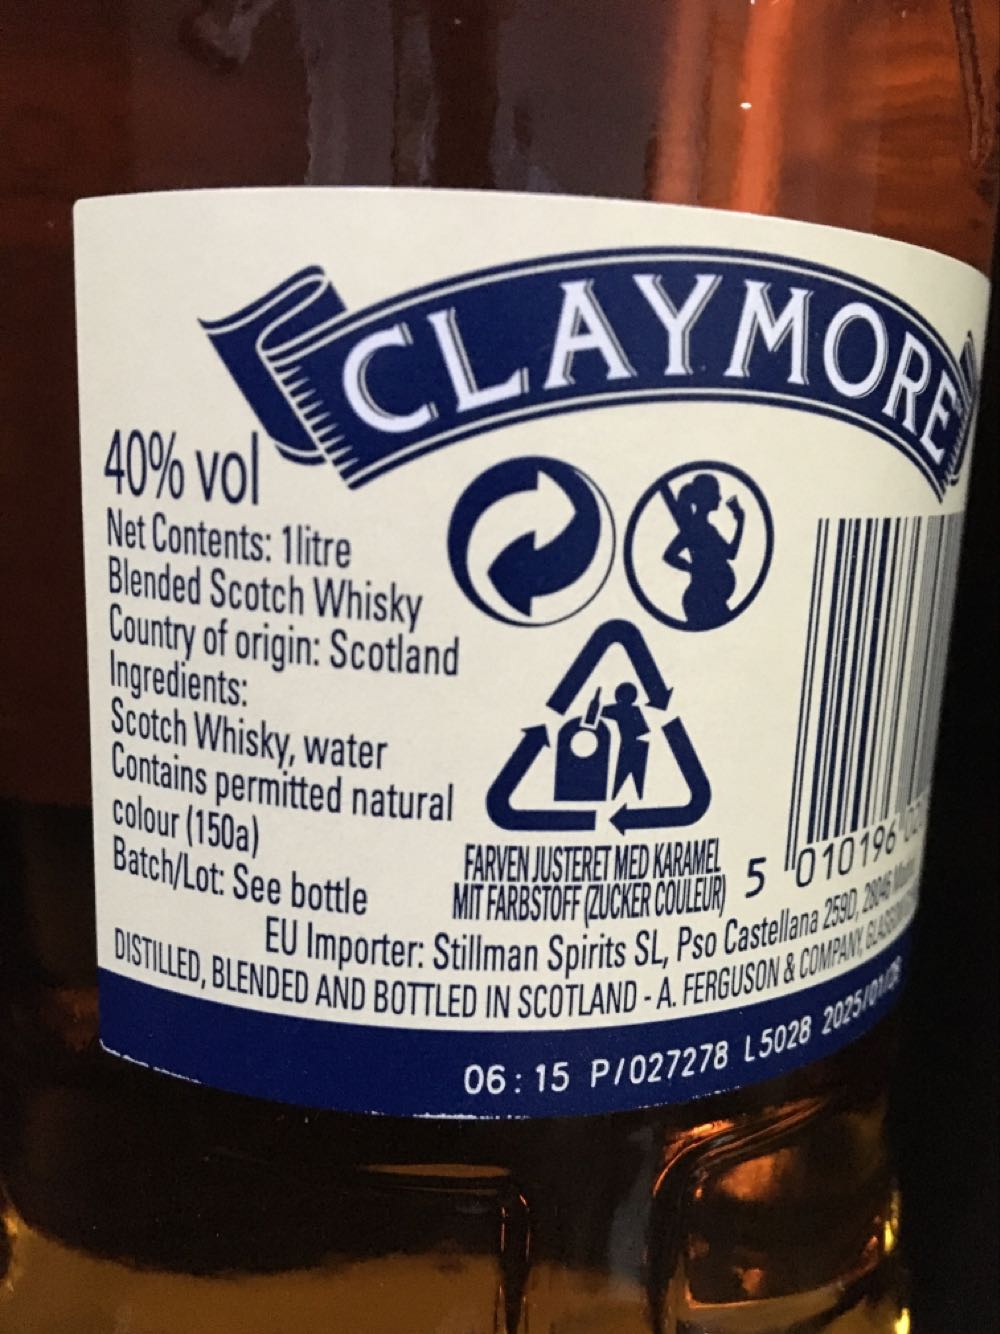 CLAYMORE
40% vol
Net Contents: 1litre
Blended Scotch Whisky
Country of origin: Scotland
Ingredients:
Scotch Whisky, water
Contains permitted natural
colour (150a)
Batch/Lot: See bottle
FARVEN JUSTERET MED KARAMEL
MIT FARBSTOFF (ZUCKER COULEUR)
5 010196
EU Importer: Stillman Spirits SL, Pso Castellana 259D, 28046
DISTILLED, BLENDED AND BOTTLED IN SCOTLAND - A. FERGUSON & COMPANY,
06:15 P/027278 L5028